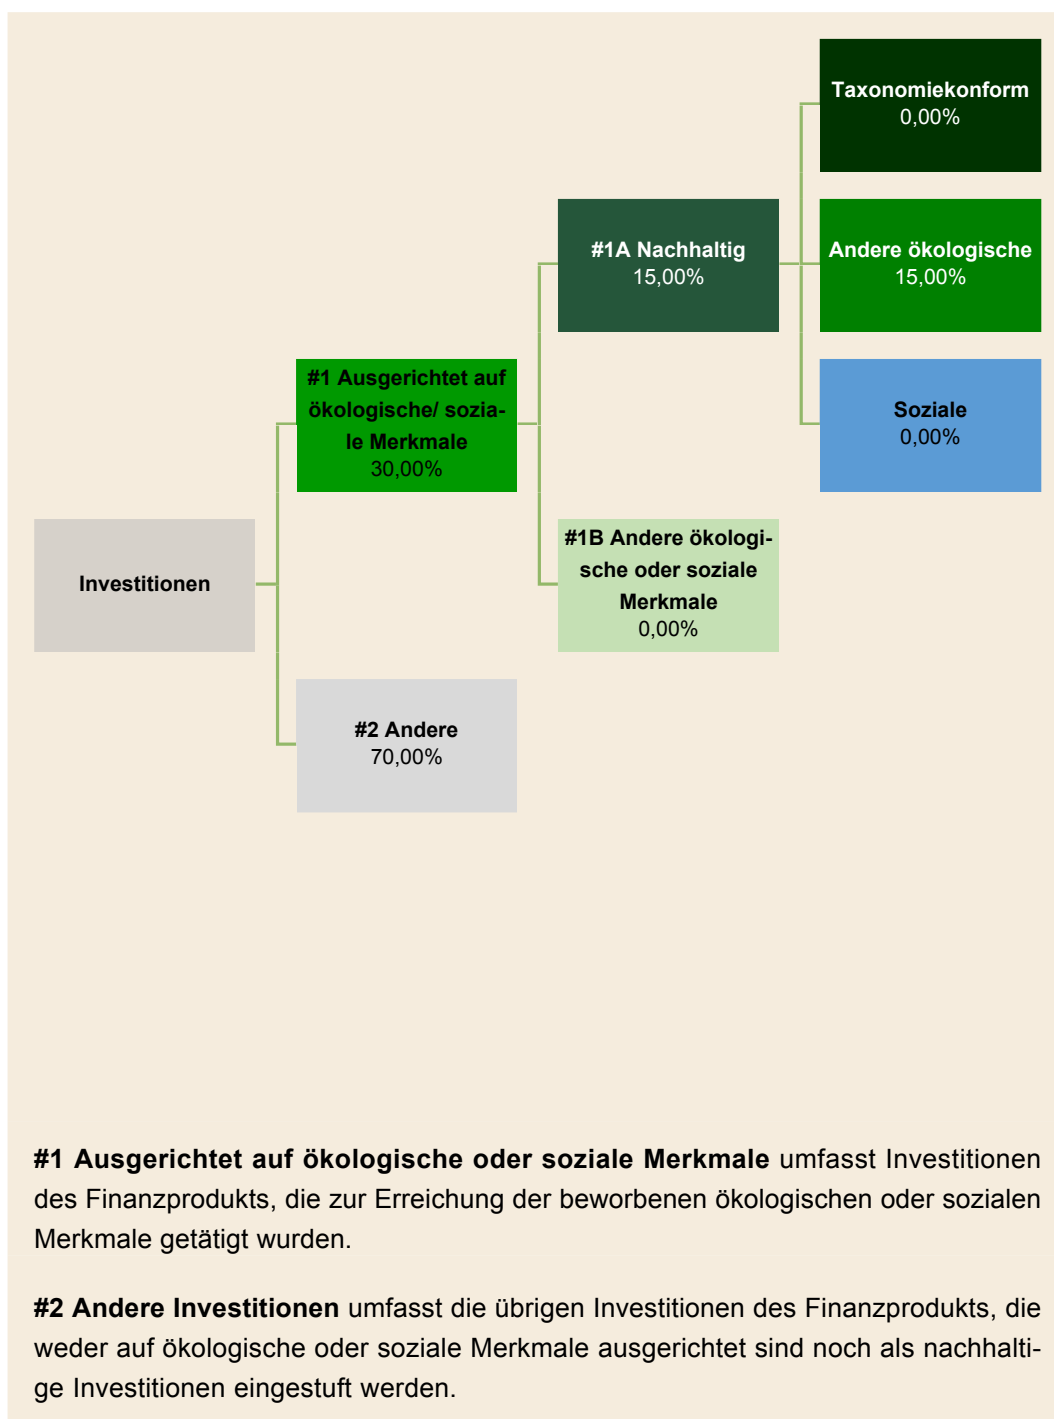 Taxonomiekonform
0,00%
#1A Nachhaltig
15,00%
Andere ökologische
15,00%
#1 Ausgerichtet auf
ökologische/ sozia-
le Merkmale
30,00%
Soziale
0,00%
Investitionen
#1B Andere ökologi-
sche oder soziale
Merkmale
0,00%
#2 Andere
70,00%
#1 Ausgerichtet auf ökologische oder soziale Merkmale umfasst Investitionen
des Finanzprodukts, die zur Erreichung der beworbenen ökologischen oder sozialen
Merkmale getätigt wurden.
#2 Andere Investitionen umfasst die übrigen Investitionen des Finanzprodukts, die
weder auf ökologische oder soziale Merkmale ausgerichtet sind noch als nachhalti-
ge Investitionen eingestuft werden.